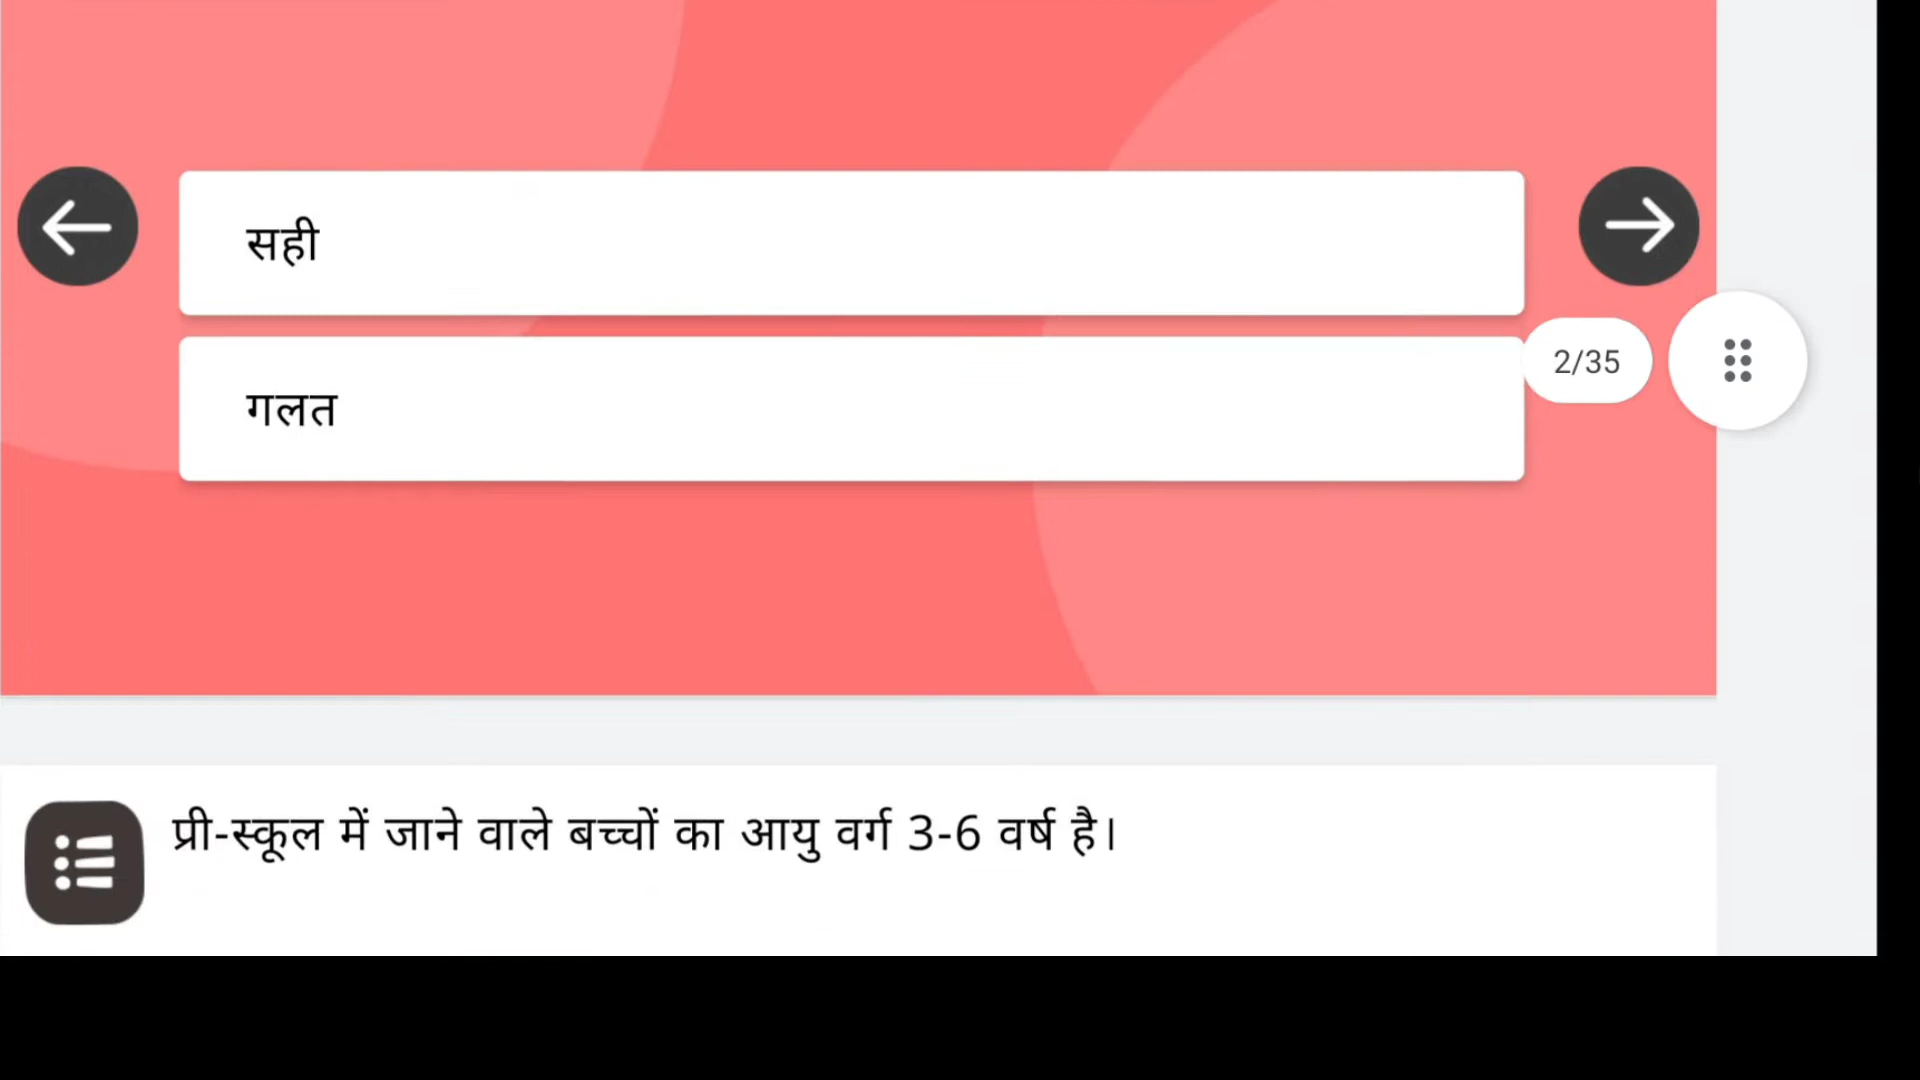 सही
गलत
2/35
प्री-स्कूल में जाने वाले बच्चों का आयु वर्ग 3-6 वर्ष है।